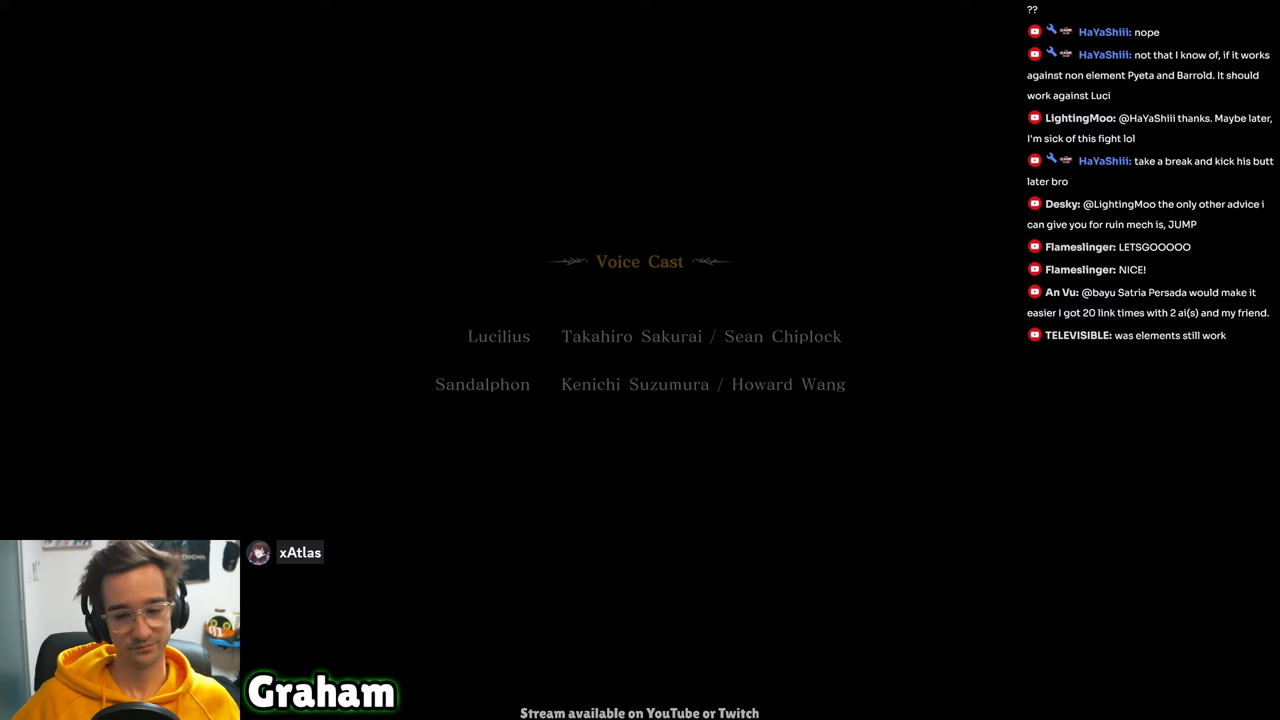 ??
HaYaShiii: nope
HaYaShiii: not that I know of, if it works
against non element Pyeta and Barrold. It should
work against Luci
LightingMoo: @HaYaShiii thanks. Maybe later,
I'm sick of this fight lol
HaYaShiii: take a break and kick his butt
later bro
Desky: @LightingMoo the only other advice i
can give you for ruin mech is, JUMP
Flameslinger: LETSGOOOOO
Flameslinger: NICE!
An Vu: @bayu Satria Persada would make it
easier I got 20 link times with 2 ai(s) and my friend.
TELEVISIBLE: was elements still work
Voice Cast
Lucilius Takahiro Sakurai / Sean Chiplock
Sandalphon Kenichi Suzumura / Howard Wang
xAtlas
Graham
Stream available on YouTube or Twitch